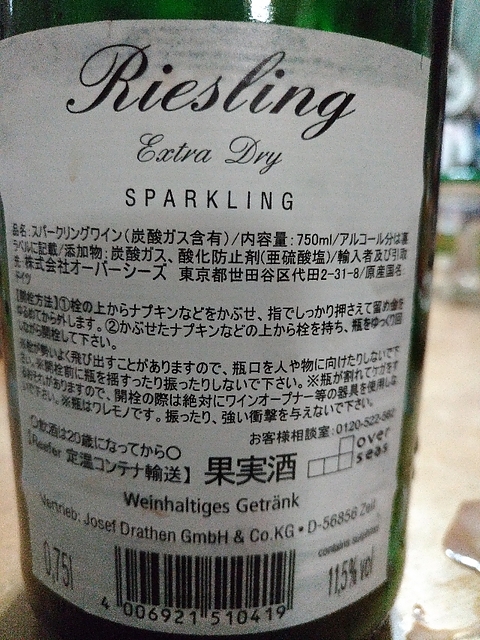 Riesling
Extra Dry
SPARKLING
品名:スパークリングワイン(炭酸ガス含有)/内容量:750ml/アルコール分は裏
ラベルに記載/添加物:炭酸ガス、酸化防止剤(亜硫酸塩)/輸入者及び引取
先:株式会社オーバーシーズ 東京都世田谷区代田2-31-8/原産国名:
ドイツ
【開栓方法】①栓の上からナプキンなどをかぶせ、指でしっかり押さえて留め金を
ゆるめてから外します。②かぶせたナプキンなどの上から栓を持ち、瓶をゆっくり回
しながら開栓して下さい。
※栓が勢いよく飛び出すことがありますので、瓶口を人や物に向けたりしないで下
さい。※開栓前に瓶を揺すったり振ったりしないで下さい。※瓶が割れてケガをす
るおそれがありますので、開栓の際は絶対にワインオープナー等の器具を使用しな
いで下さい。※瓶はワレモノです。振ったり、強い衝撃を与えないで下さい。
お客様相談室:0120-522-582
○飲酒は20歳になってから○
【Reefer 定温コンテナ輸送】 果実酒 over seas
Weinhaltiges Getränk
Vertrieb: Josef Drathen GmbH & Co.KG • D-56856 Zell
contains sulphites
0,75l
11,5% vol
4 006921 510419